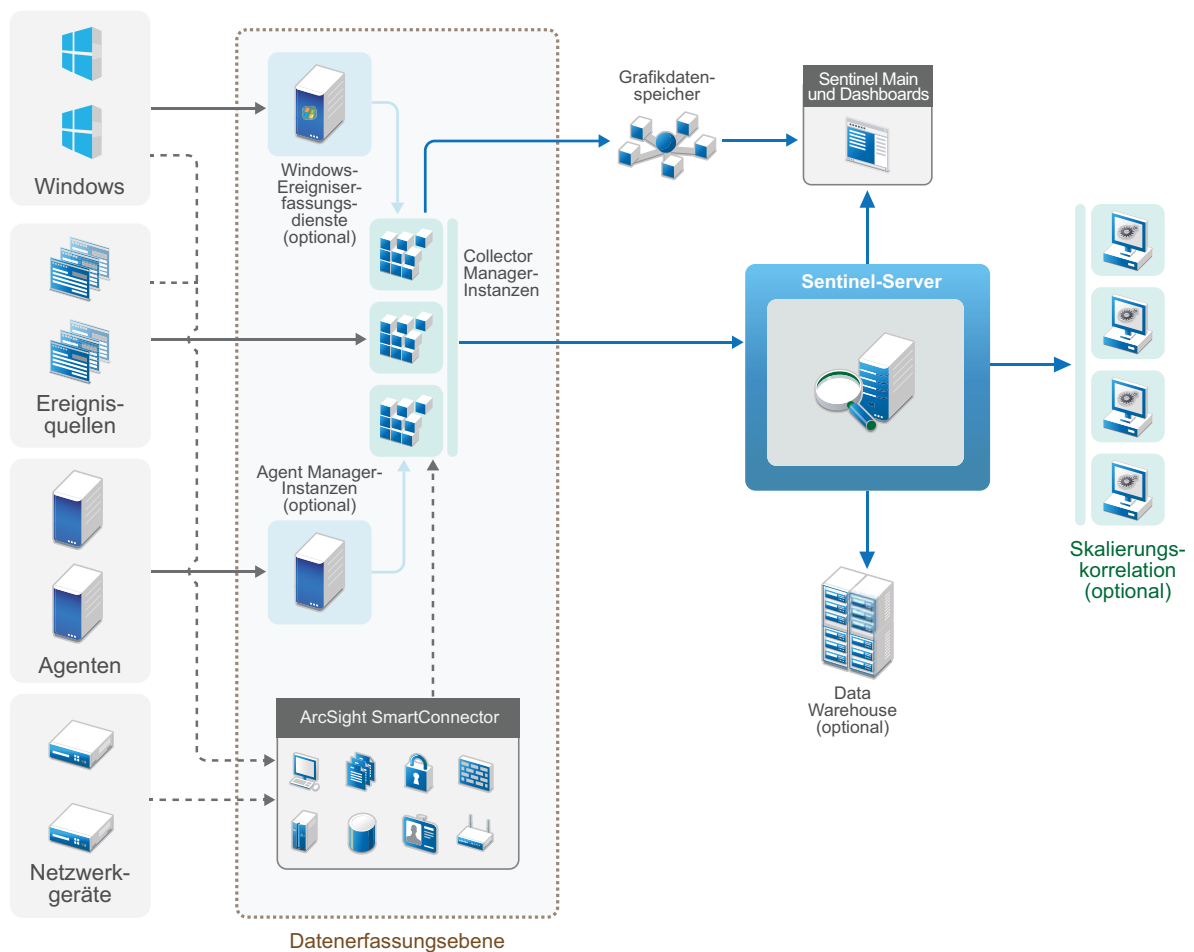 Windows
Ereignis-
quellen
Agenten
Netzwerk-
geräte
Windows-
Ereigniser-
fassungs-
dienste
(optional)
Collector
Manager-
Instanzen
Agent Manager-
Instanzen
(optional)
ArcSight SmartConnector
Datenerfassungsebene
Grafikdaten-
speicher
Sentinel Main
und Dashboards
Sentinel-Server
Data
Warehouse
(optional)
Skalierungs-
korrelation
(optional)